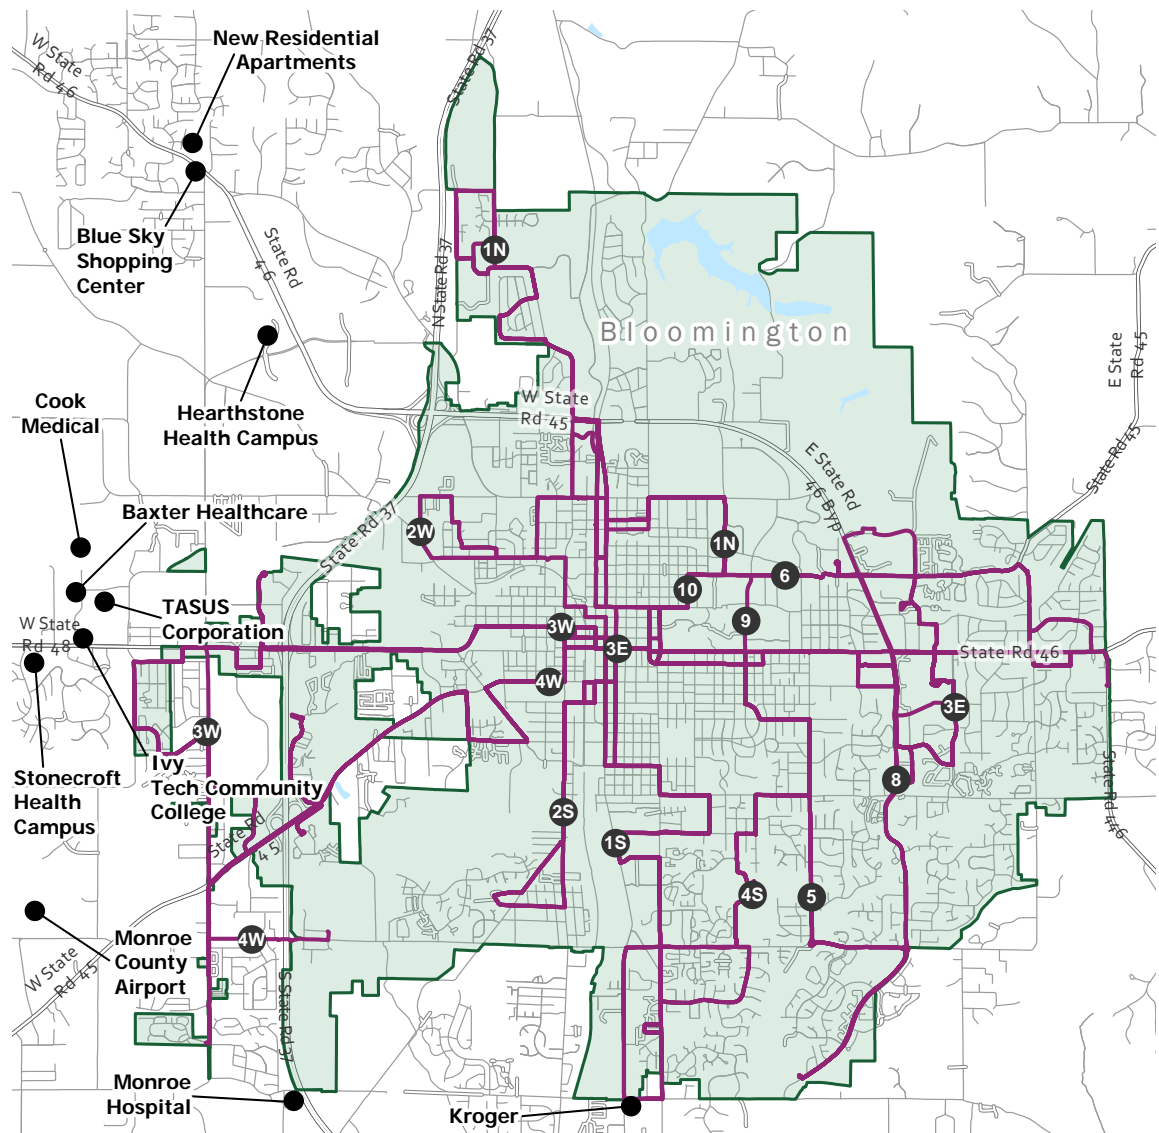 New Residential
Apartments
W State
Rd 46
State Rd 37
Blue Sky
Shopping
Center
State Rd
46
N State Rd 37
1N
Bloomington
E State
Rd 45
Hearthstone
Health Campus
Cook
Medical
W State
Rd 45
State Rd 45
E State Rd
46 Byp
Baxter Healthcare
State Rd 37
2W
1N
6
10
9
TASUS
Corporation
W State
Rd 48
3W
3E
State Rd 46
4W
3E
3W
Stonecroft
Health
Campus
Ivy
Tech Community
College
State Rd
45
8
State Rd 446
2S
1S
4S
5
Monroe
County
Airport
4W
W State
Rd 45
S State Rd 37
Monroe
Hospital
Kroger